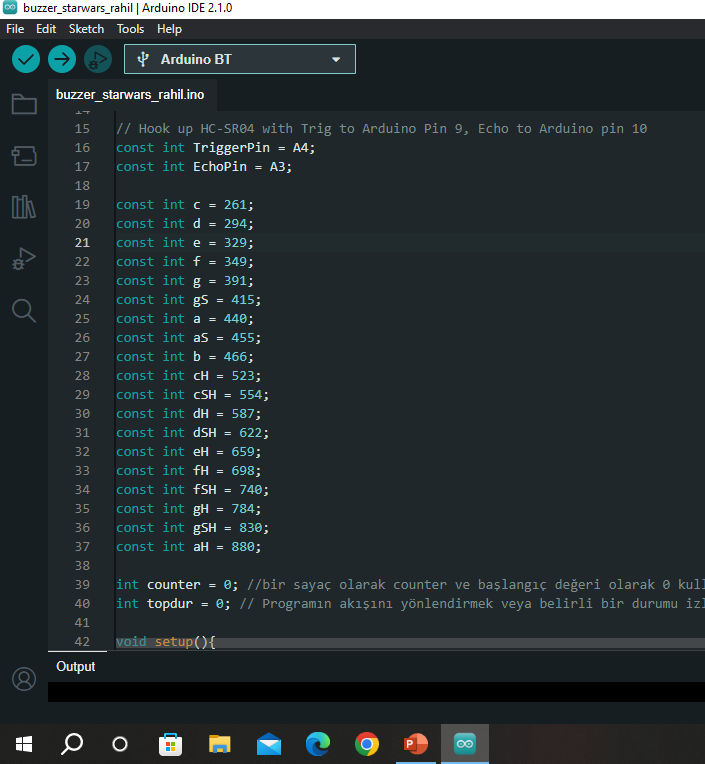 buzzer_starwars_rahil | Arduino IDE 2.1.0
File Edit Sketch Tools Help
Arduino BT
buzzer_starwars_rahil.ino
14
15 // Hook up HC-SR04 with Trig to Arduino Pin 9, Echo to Arduino pin 10
16 const int TriggerPin = A4;
17 const int EchoPin = A3;
18
19 const int c = 261;
20 const int d = 294;
21 const int e = 329;
22 const int f = 349;
23 const int g = 391;
24 const int gS = 415;
25 const int a = 440;
26 const int aS = 455;
27 const int b = 466;
28 const int cH = 523;
29 const int cSH = 554;
30 const int dH = 587;
31 const int dSH = 622;
32 const int eH = 659;
33 const int fH = 698;
34 const int fSH = 740;
35 const int gH = 784;
36 const int gSH = 830;
37 const int aH = 880;
38
39 int counter = 0; //bir sayaç olarak counter ve başlangıç değeri olarak 0 kull
40 int topdur = 0; // Programın akışını yönlendirmek veya belirli bir durumu izl
41
42 void setup(){
Output